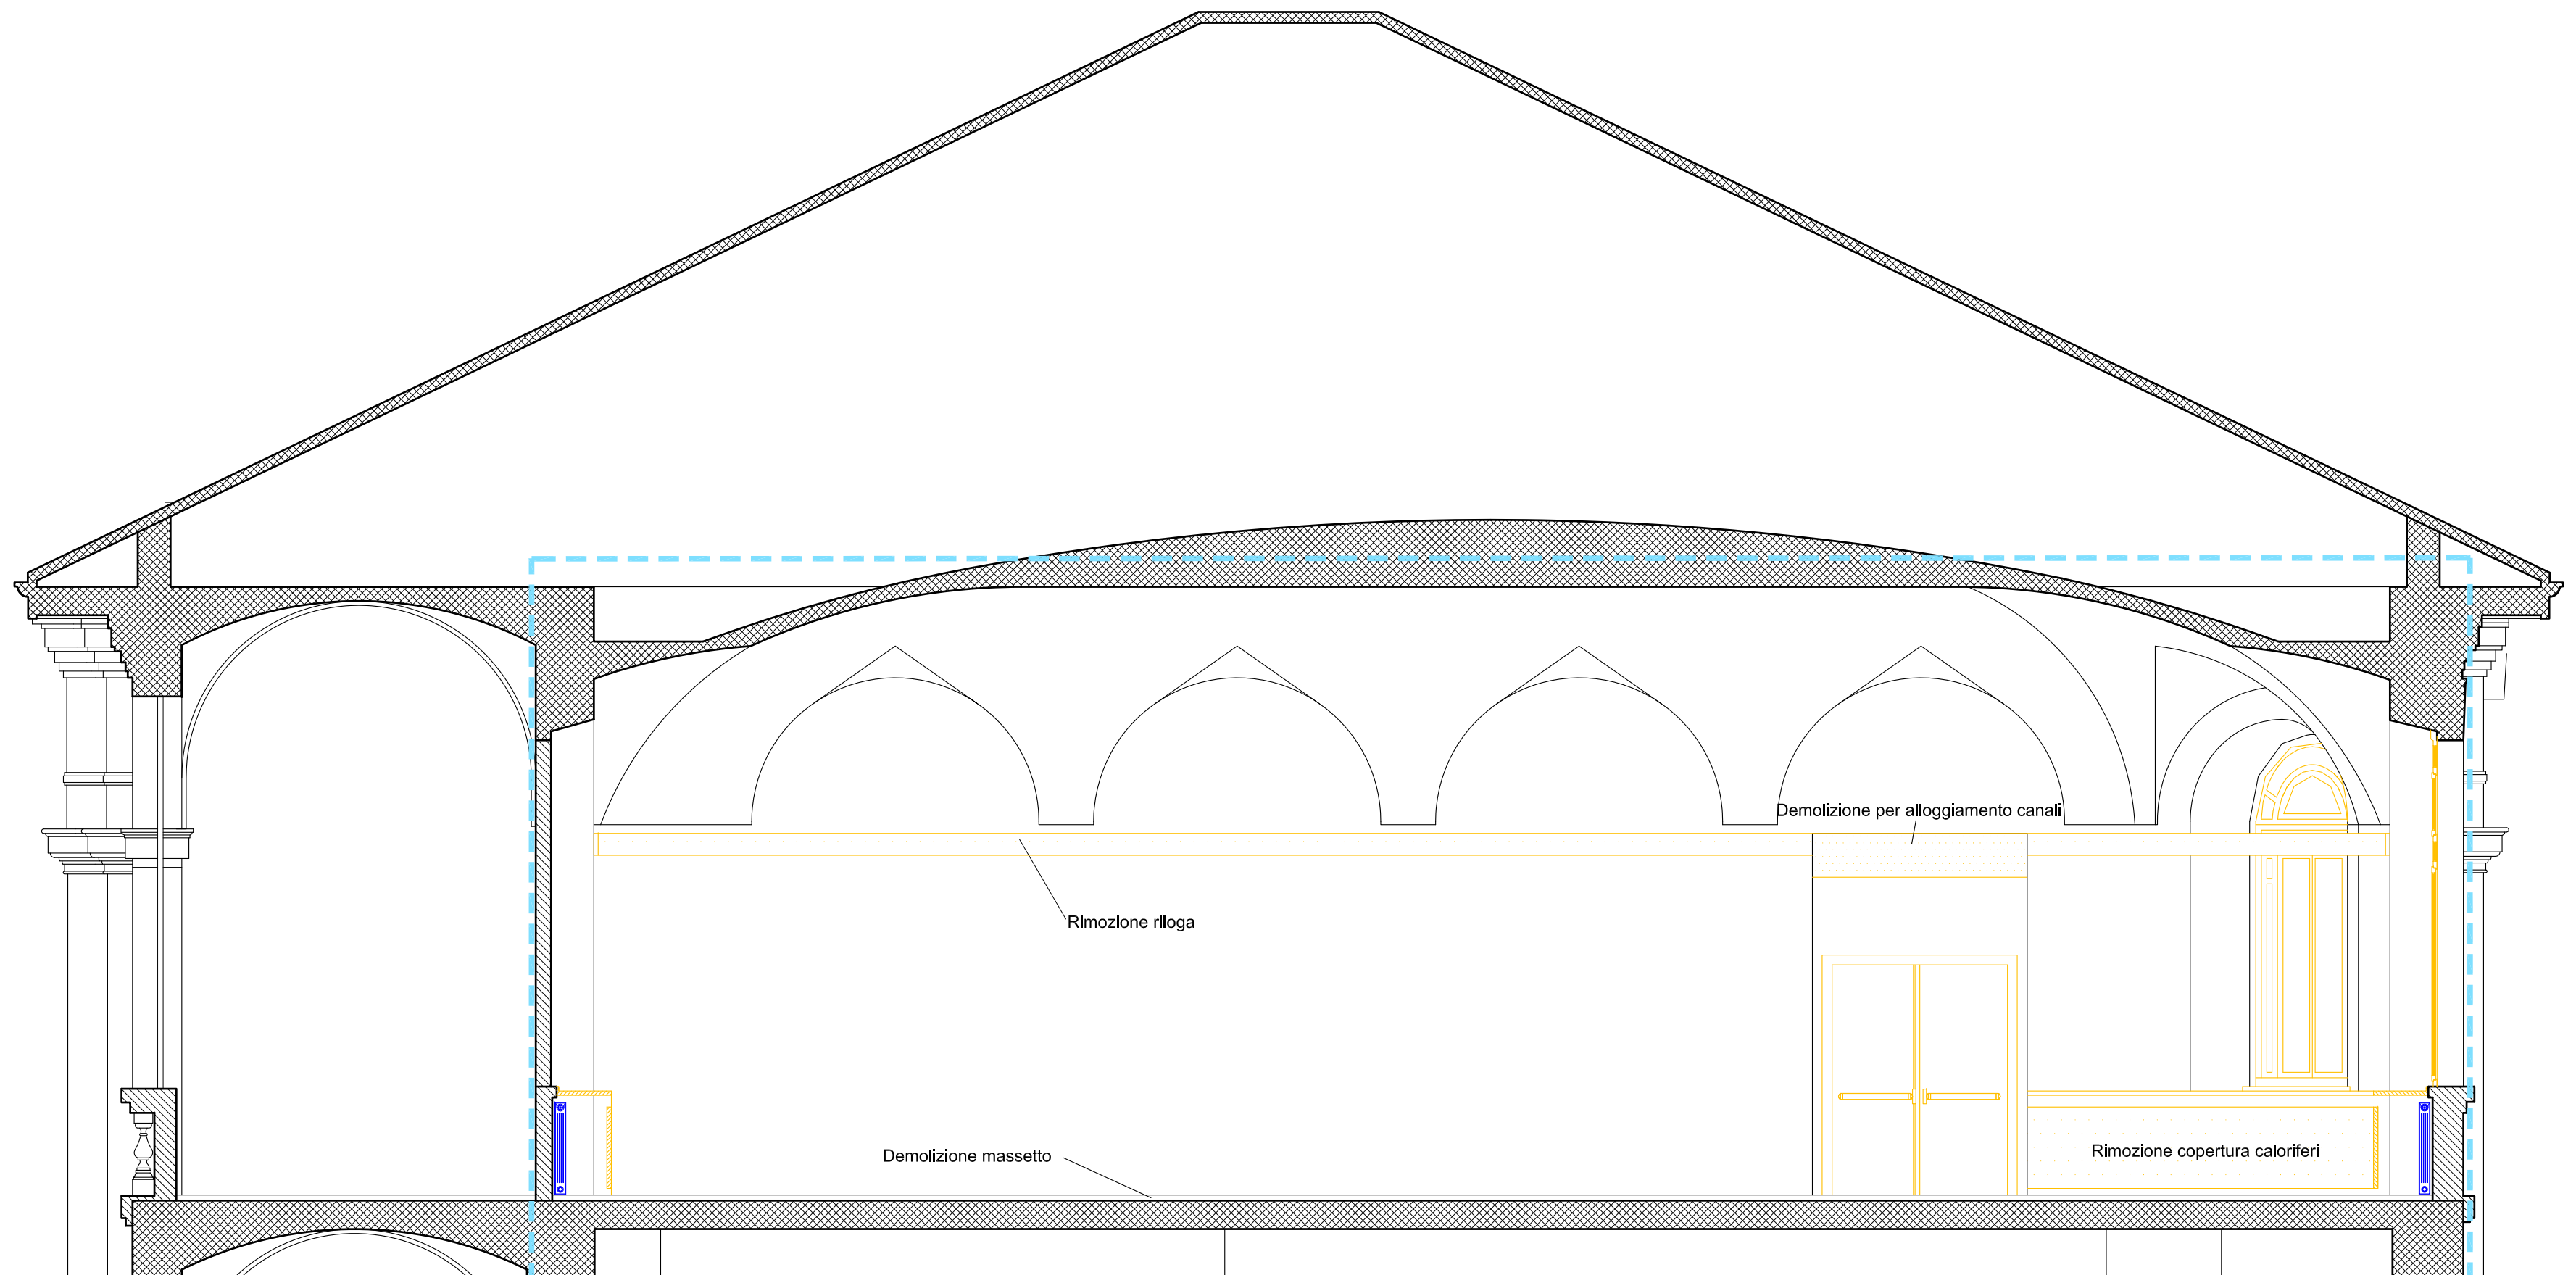 Demolizione per alloggiamento canali
Rimozione riloga
Demolizione massetto
Rimozione copertura caloriferi